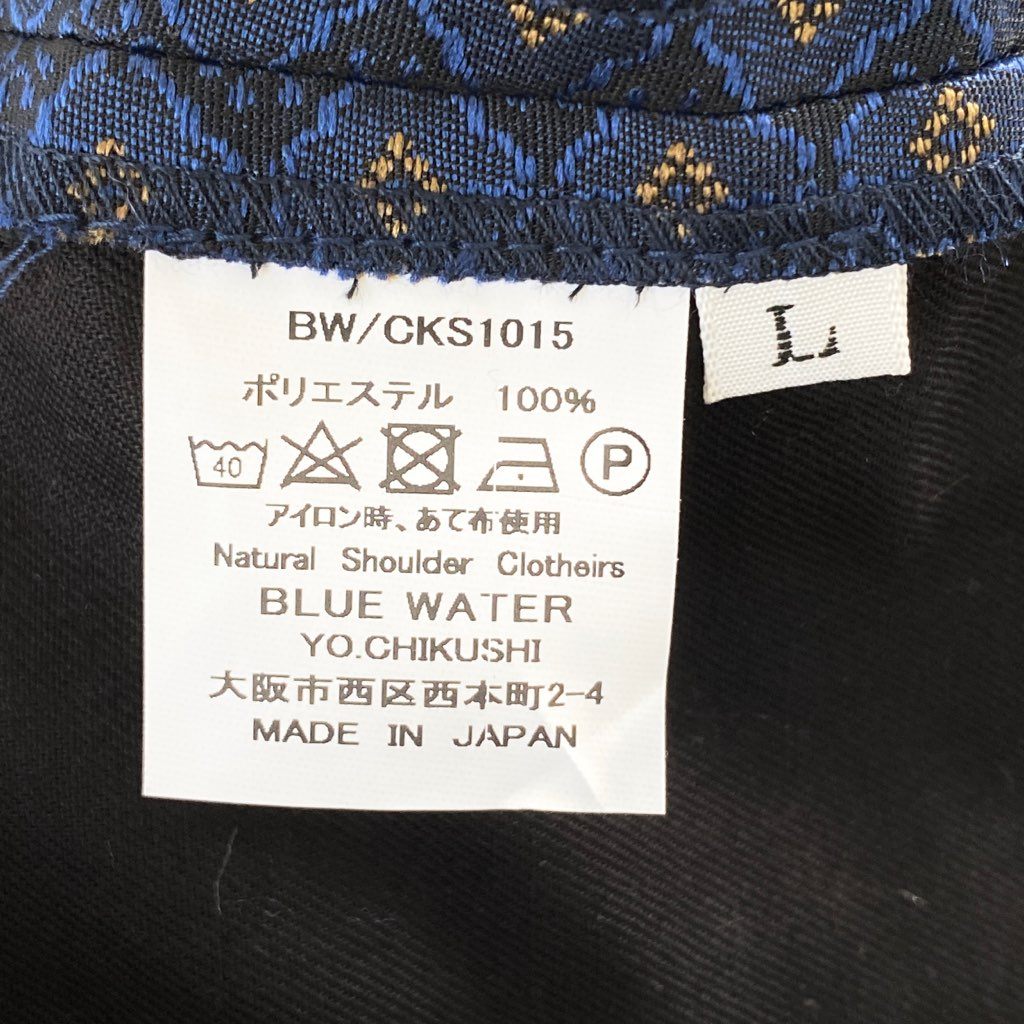 BW/CKS1015
L
ポリエステル 100%
40
P
アイロン時、あて布使用
Natural Shoulder Clotheirs
BLUE WATER
YO.CHIKUSHI
大阪市西区西本町2-4
MADE IN JAPAN